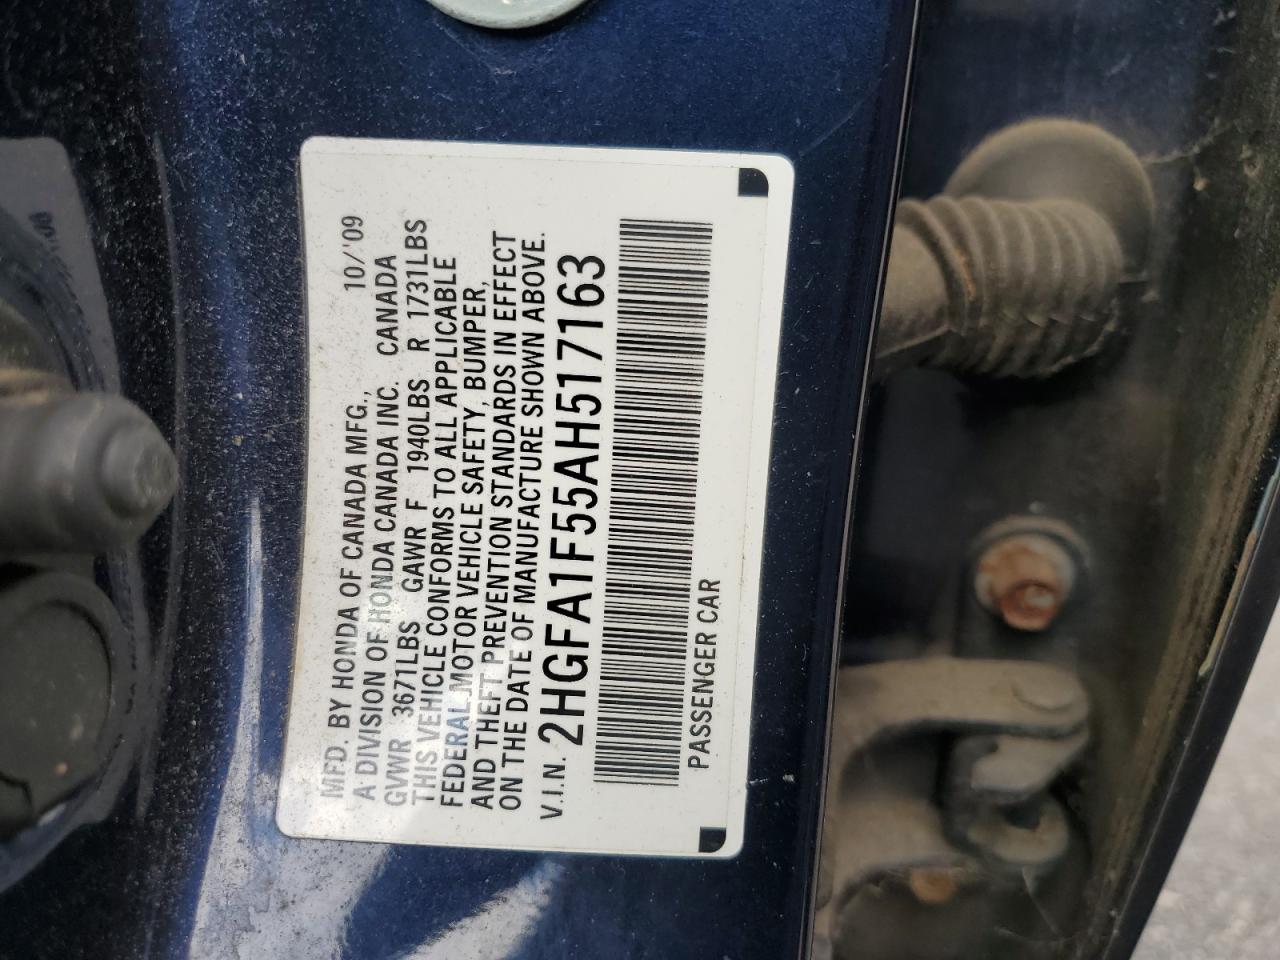 MFD. BY HONDA OF CANADA MFG., 10/'09
A DIVISION OF HONDA CANADA INC. CANADA
GVWR 3671LBS GAWR F 1940LBS R 1731LBS
THIS VEHICLE CONFORMS TO ALL APPLICABLE
FEDERAL MOTOR VEHICLE SAFETY, BUMPER,
AND THEFT PREVENTION STANDARDS IN EFFECT
ON THE DATE OF MANUFACTURE SHOWN ABOVE.
V.I.N. 2HGFA1F55AH517163
PASSENGER CAR